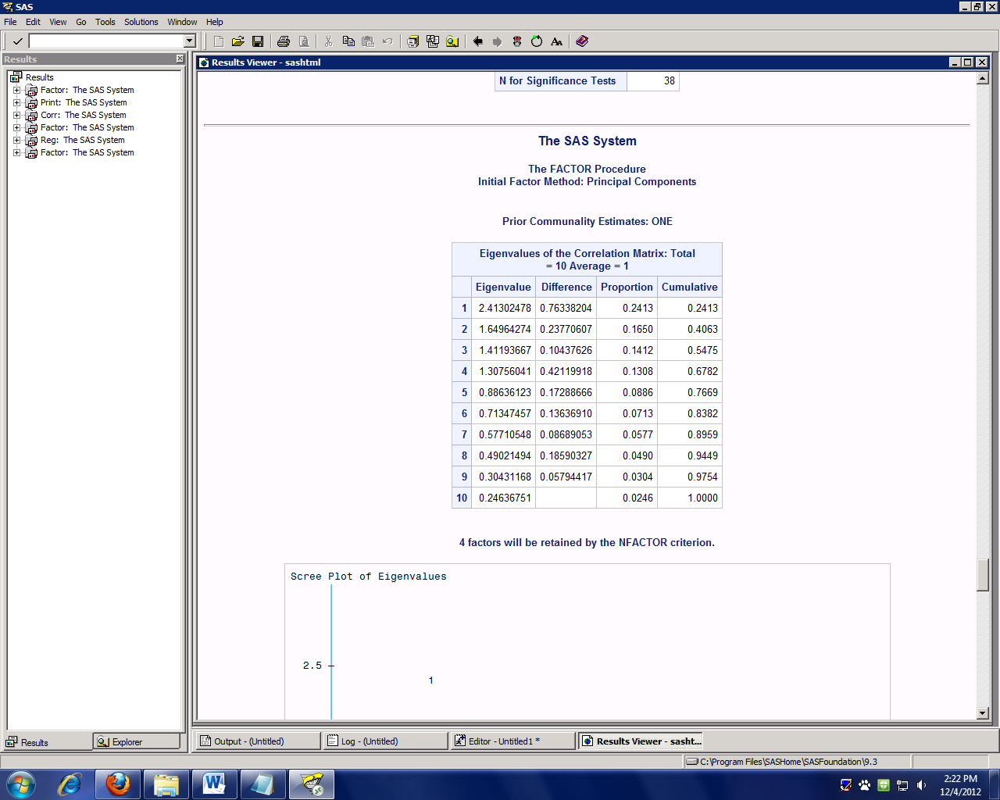 SAS
File Edit View Go Tools Solutions Window Help
Results
Results Viewer - sashtml
Results
Factor: The SAS System
Print: The SAS System
Corr: The SAS System
Factor: The SAS System
Reg: The SAS System
Factor: The SAS System
N for Significance Tests 38
The SAS System
The FACTOR Procedure
Initial Factor Method: Principal Components
Prior Communality Estimates: ONE
Eigenvalues of the Correlation Matrix: Total
= 10 Average = 1
Eigenvalue Difference Proportion Cumulative
1 2.41302478 0.76338204 0.2413 0.2413
2 1.64964274 0.23770607 0.1650 0.4063
3 1.41193667 0.10437626 0.1412 0.5475
4 1.30756041 0.42119918 0.1308 0.6782
5 0.88636123 0.17288666 0.0886 0.7669
6 0.71347457 0.13636910 0.0713 0.8382
7 0.57710548 0.08689053 0.0577 0.8959
8 0.49021494 0.18590327 0.0490 0.9449
9 0.30431168 0.05794417 0.0304 0.9754
10 0.24636751 0.0246 1.0000
4 factors will be retained by the NFACTOR criterion.
Scree Plot of Eigenvalues
2.5
1
Results Explorer
Output - (Untitled) Log - (Untitled) Editor - Untitled1 * Results Viewer - sasht...
C:\Program Files\SASHome\SASFoundation\9.3
2:22 PM
12/4/2012